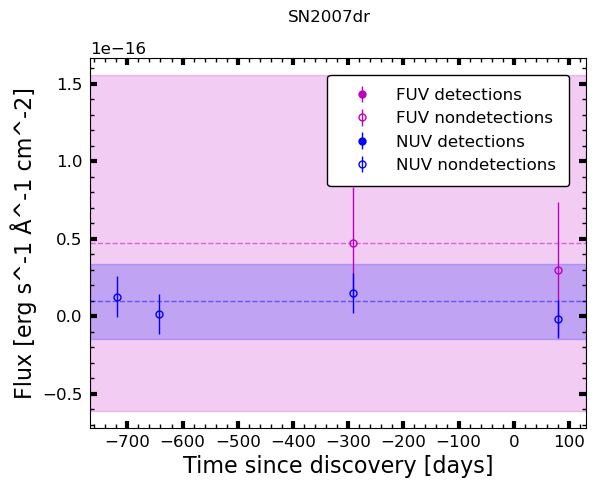 SN2007dr
1e−16
FUV detections
FUV nondetections
NUV detections
NUV nondetections
1.5
1.0
0.5
0.0
−0.5
Flux [erg s^-1 Å^-1 cm^-2]
−700 −600 −500 −400 −300 −200 −100 0 100
Time since discovery [days]